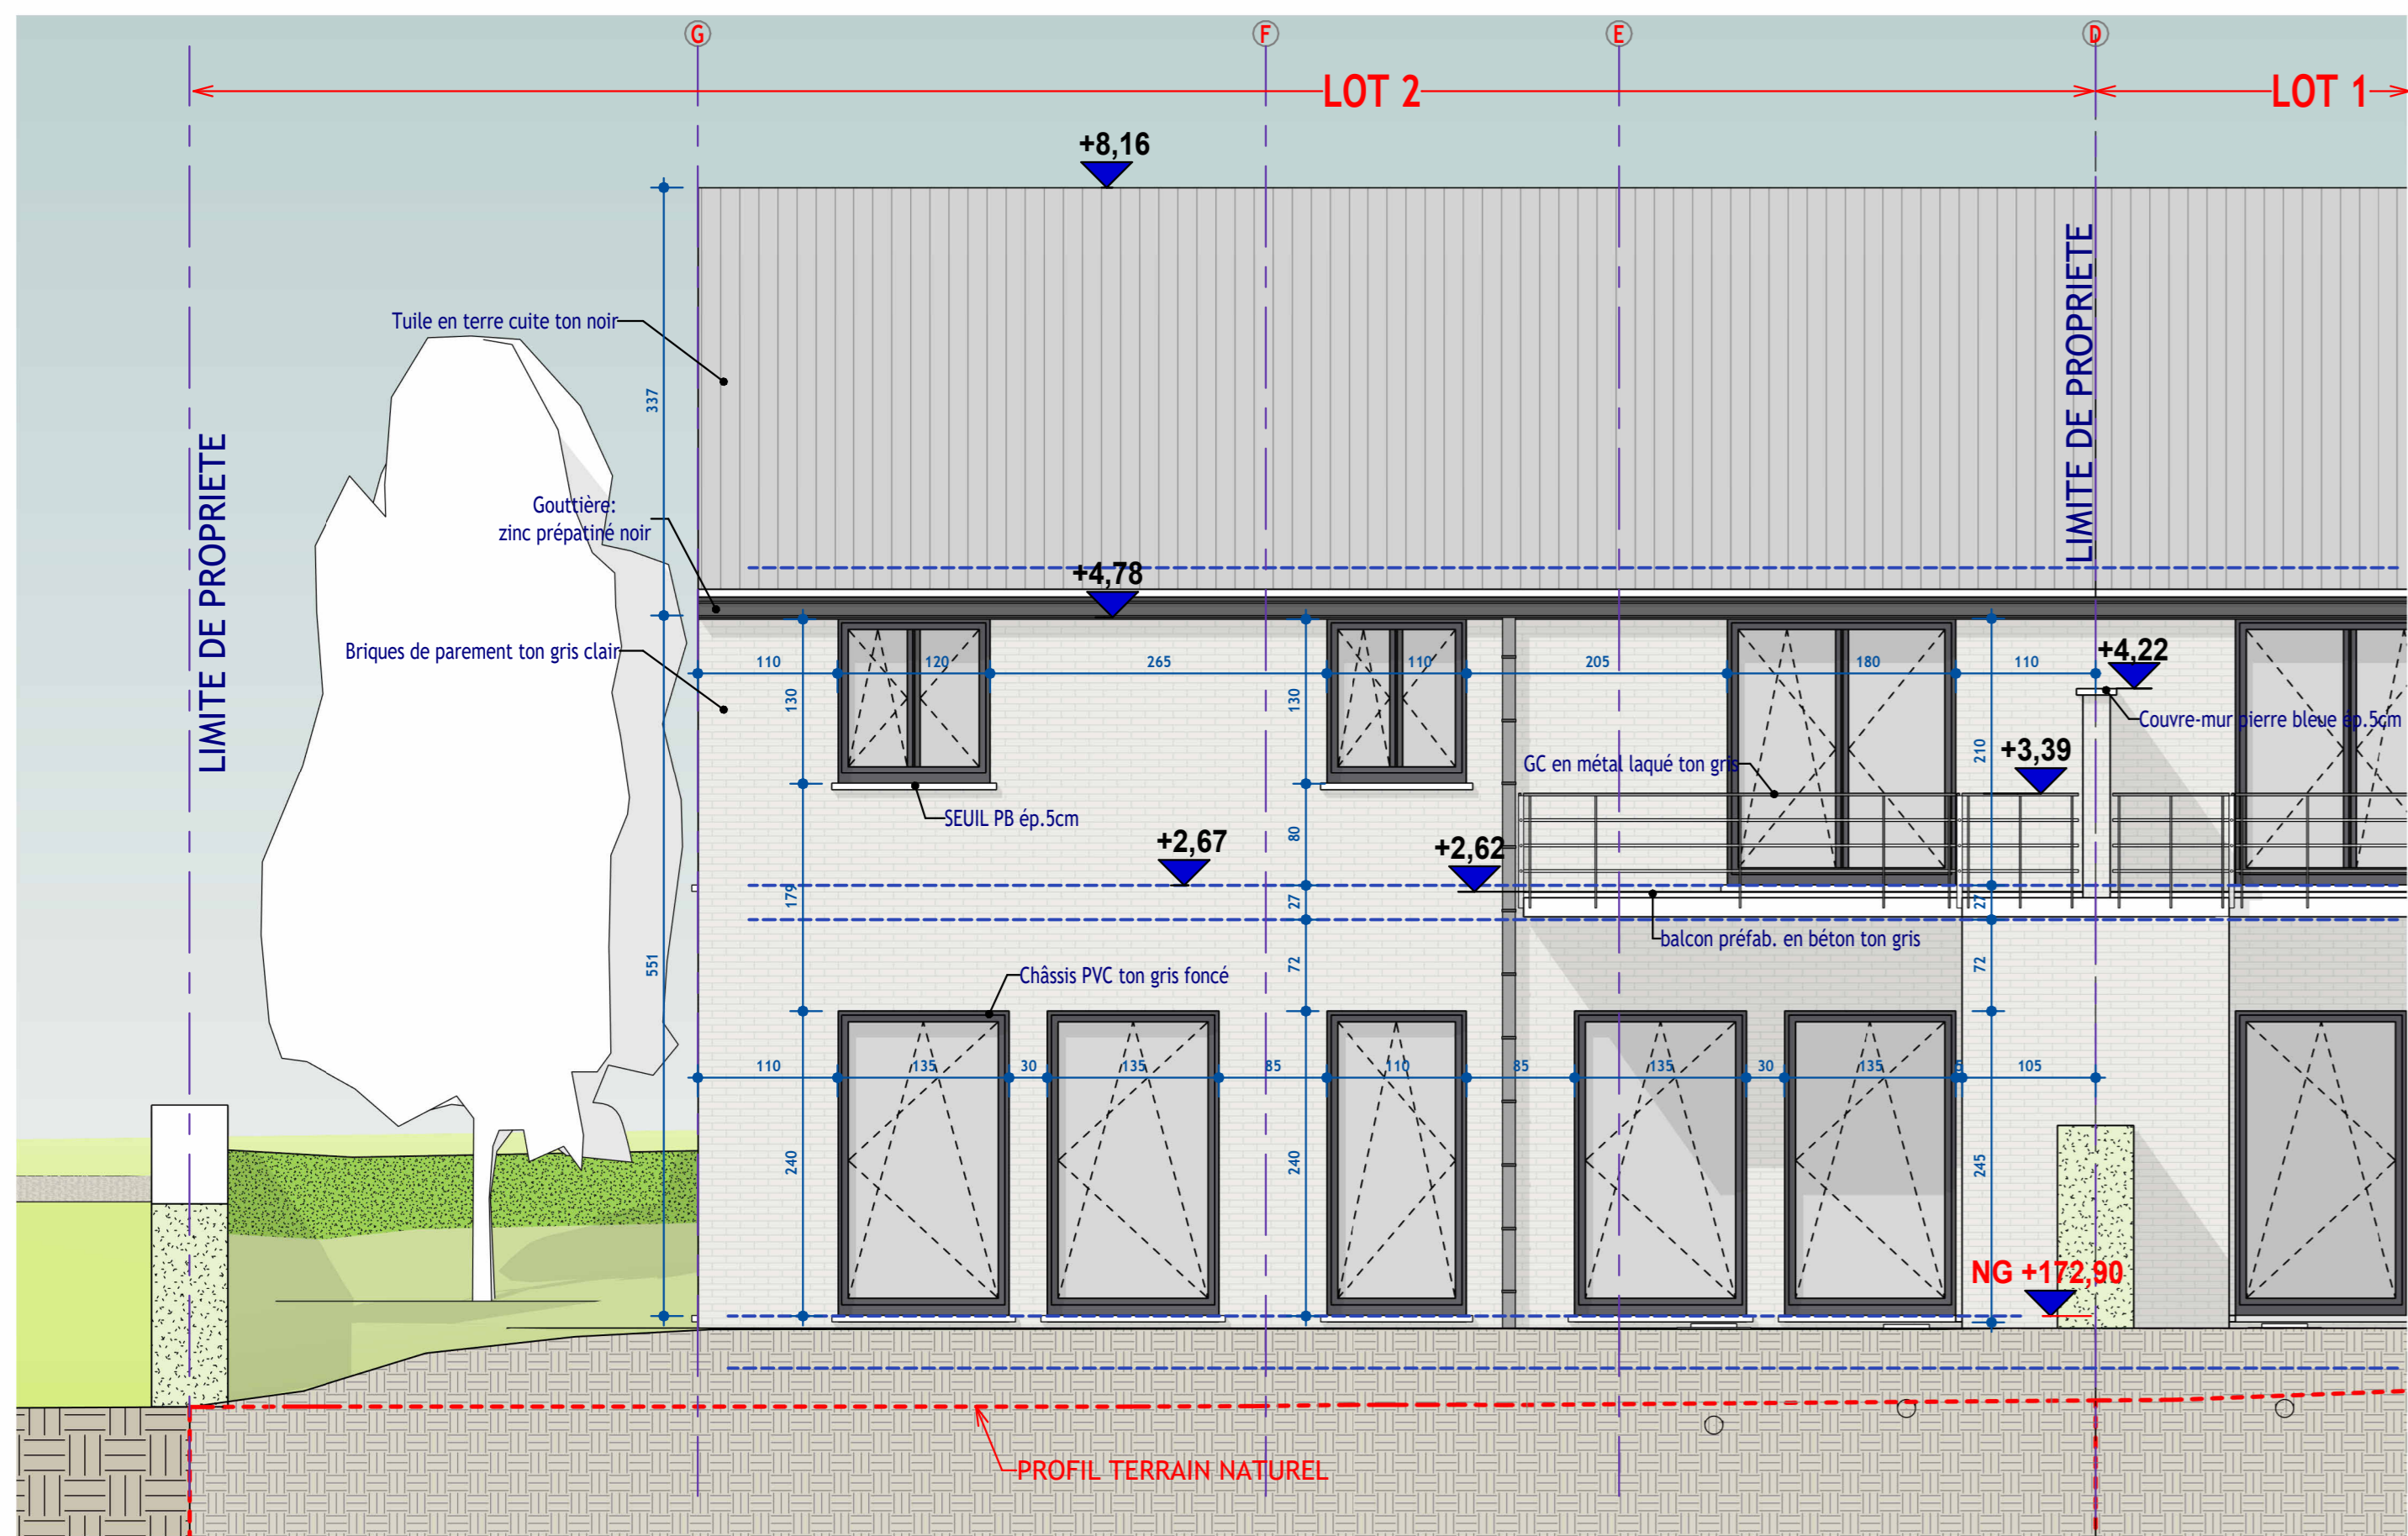 G F E D
LOT 2 LOT 1
+8,16
LIMITE DE PROPRIETE
Tuile en terre cuite ton noir
337
LIMITE DE PROPRIETE
Gouttière:
zinc prépatiné noir
+4,78
Briques de parement ton gris clair
110 120 265 110 205 180 110
+4,22
130 130 210
Couvre-mur pierre bleue ép.5cm
+3,39
GC en métal laqué ton gris
SEUIL PB ép.5cm
80
+2,67 +2,62
179 27 27
balcon préfab. en béton ton gris
551 72 72
Châssis PVC ton gris foncé
110 135 30 135 85 110 85 135 30 135 5 105
240 240 245
NG +172,90
PROFIL TERRAIN NATUREL